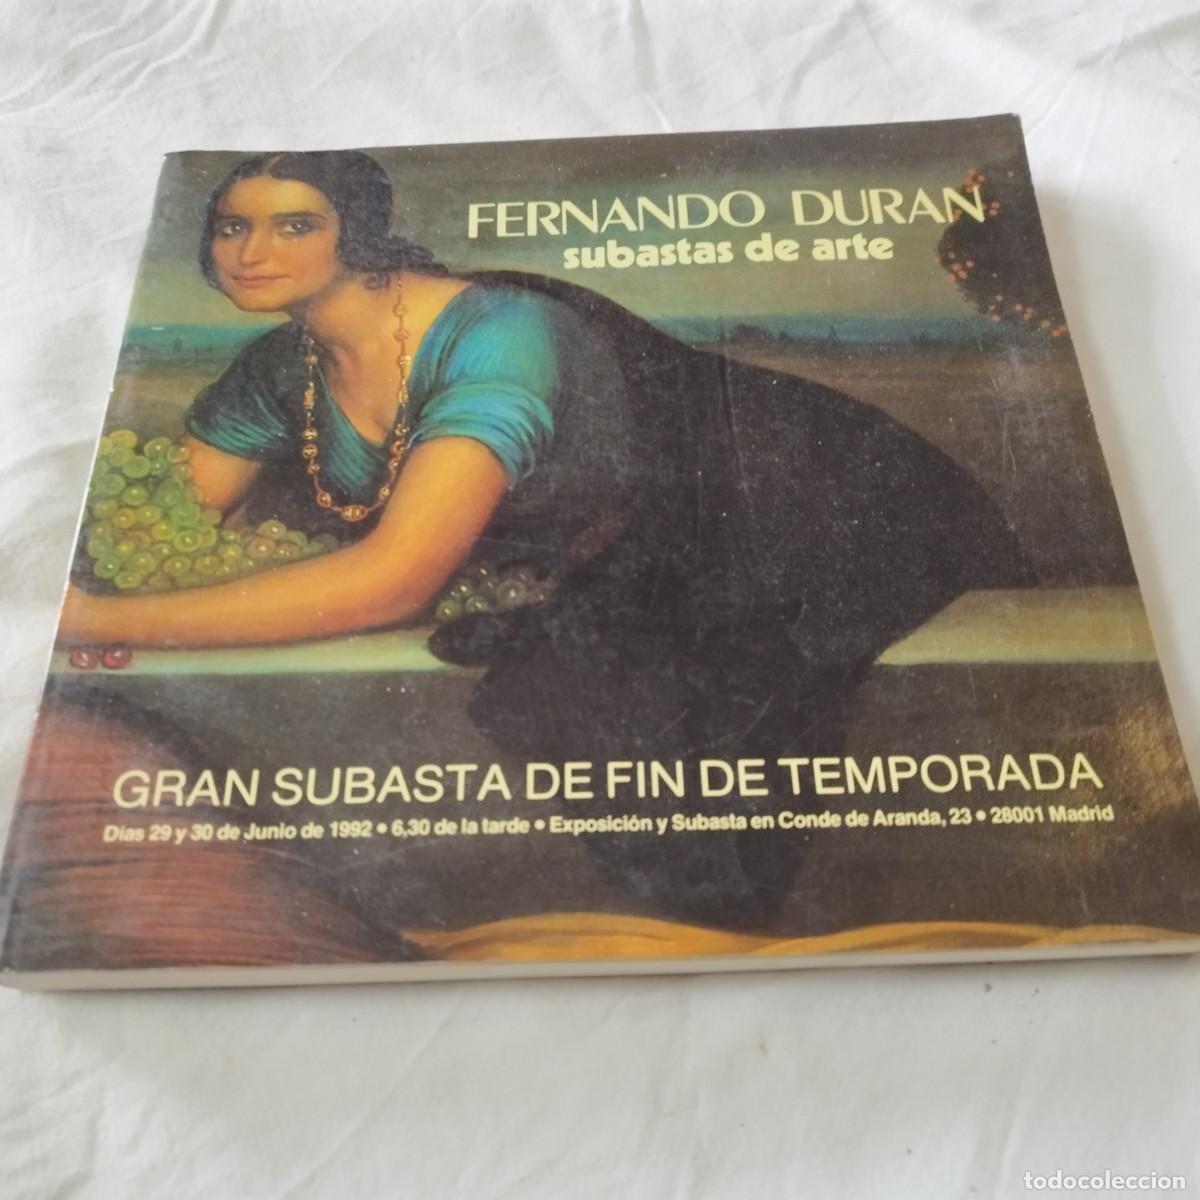 FERNANDO DURAN
subastas de arte
GRAN SUBASTA DE FIN DE TEMPORADA
Días 29 y 30 de Junio de 1992 • 6,30 de la tarde • Exposición y Subasta en Conde de Aranda, 23 • 28001 Madrid
todocoleccion